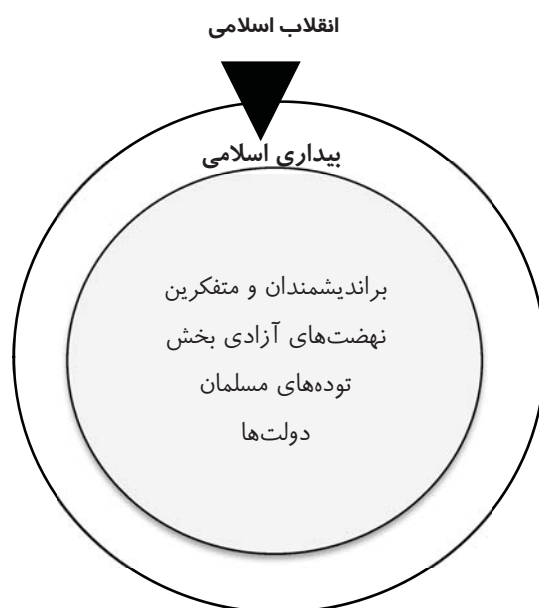 انقلاب اسلامی
بیداری اسلامی
براندیشمندان و متفکرین
نهضت‌های آزادی بخش
توده‌های مسلمان
دولت‌ها